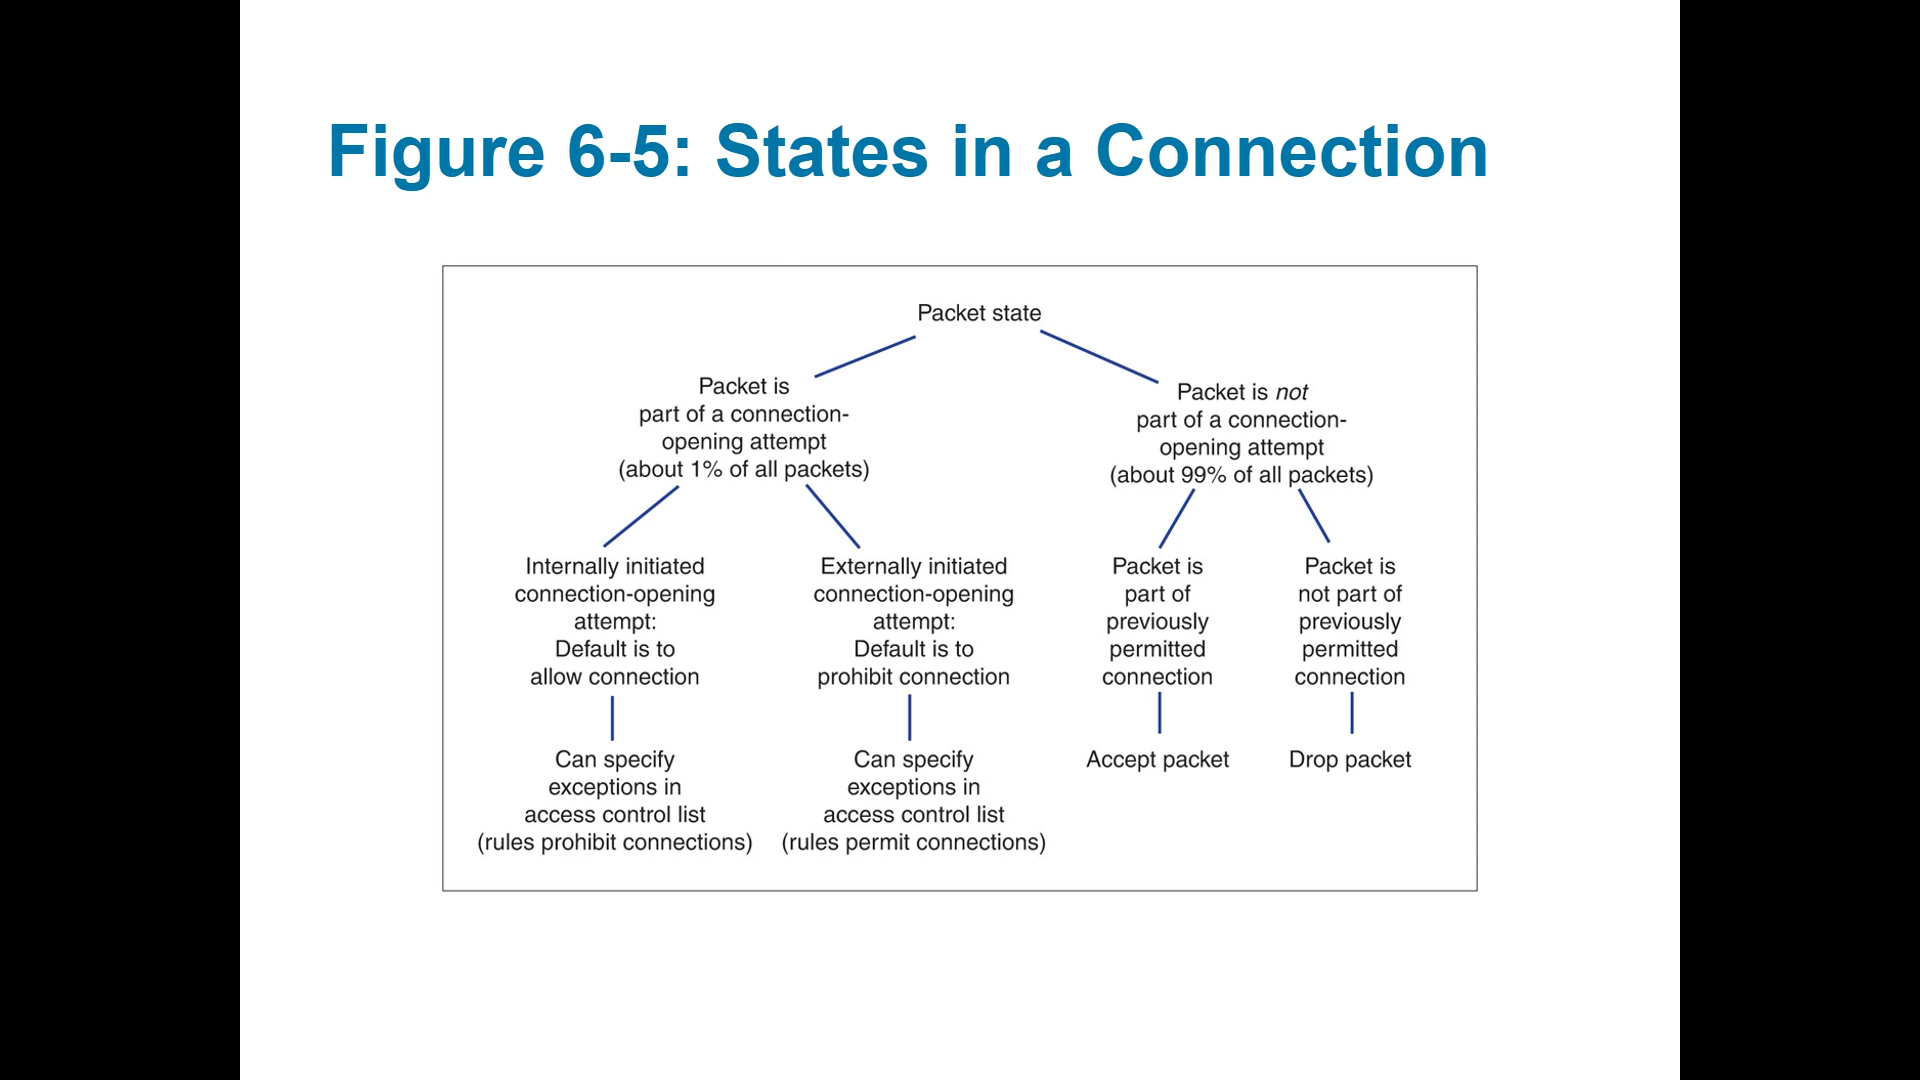 Figure 6-5: States in a Connection
Packet state
Packet is
part of a connection-
opening attempt
(about 1% of all packets)
Packet is not
part of a connection-
opening attempt
(about 99% of all packets)
Internally initiated
connection-opening
attempt:
Default is to
allow connection
Externally initiated
connection-opening
attempt:
Default is to
prohibit connection
Packet is
part of
previously
permitted
connection
Packet is
not part of
previously
permitted
connection
Can specify
exceptions in
access control list
(rules prohibit connections)
Can specify
exceptions in
access control list
(rules permit connections)
Accept packet
Drop packet